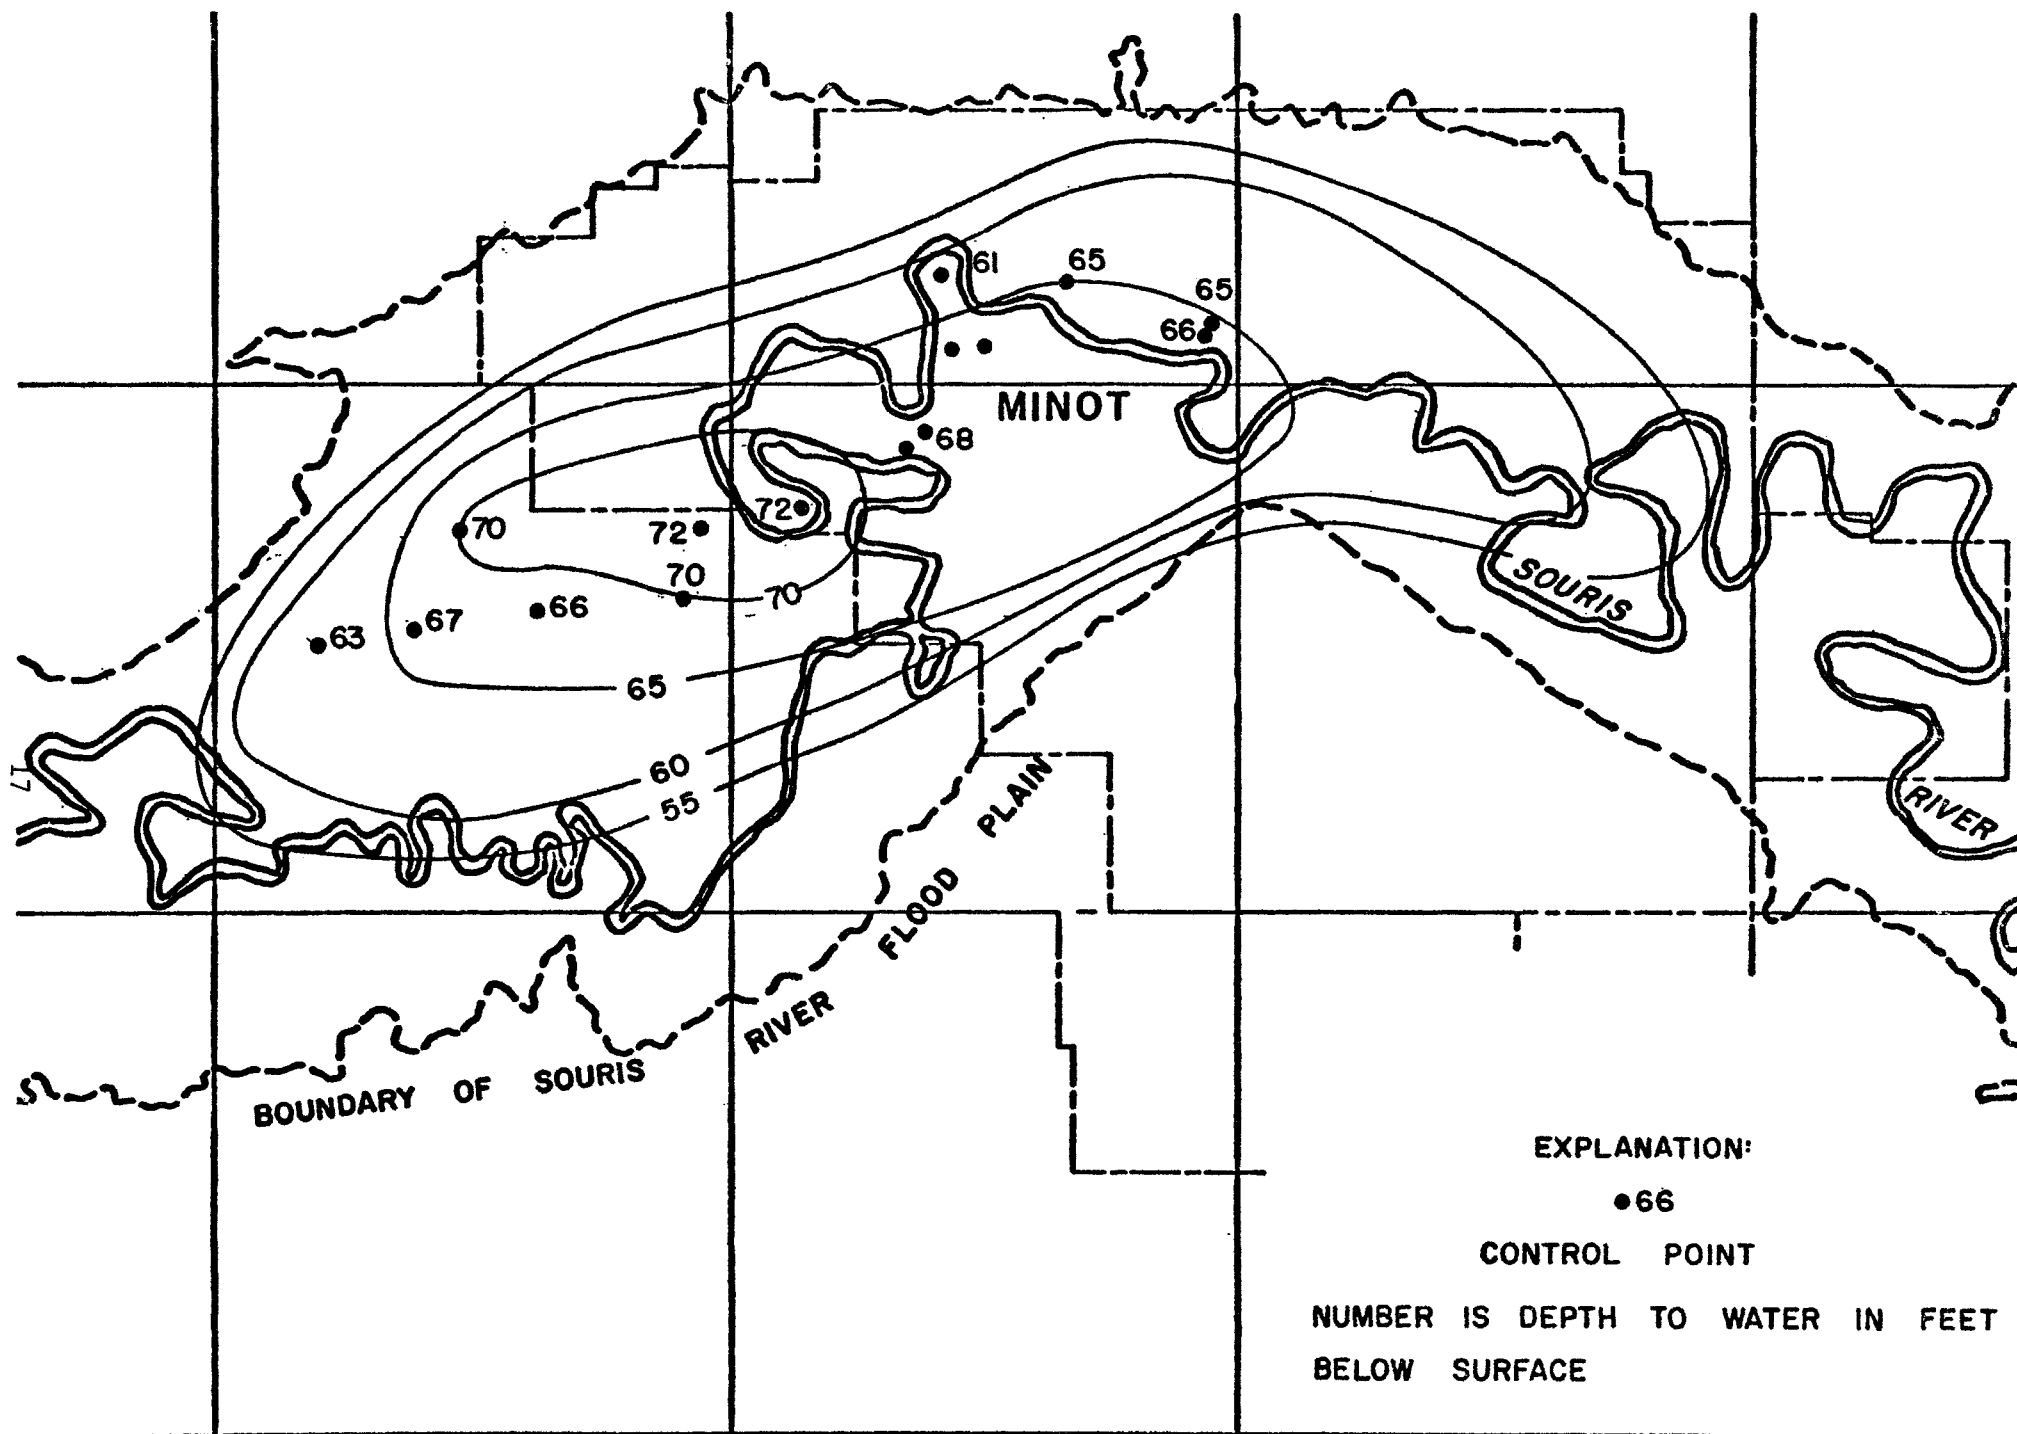 61
65
65
66
MINOT
68
70
72
72
70
70
66
67
63
65
60
55
SOURIS
RIVER
17
PLAIN
FLOOD
RIVER
BOUNDARY OF SOURIS
EXPLANATION:
66
CONTROL POINT
NUMBER IS DEPTH TO WATER IN FEET
BELOW SURFACE